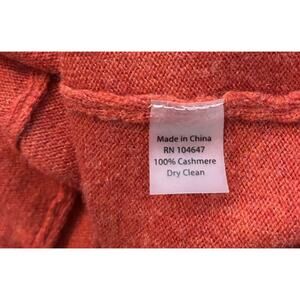 Made in China
RN 104647
100% Cashmere
Dry Clean